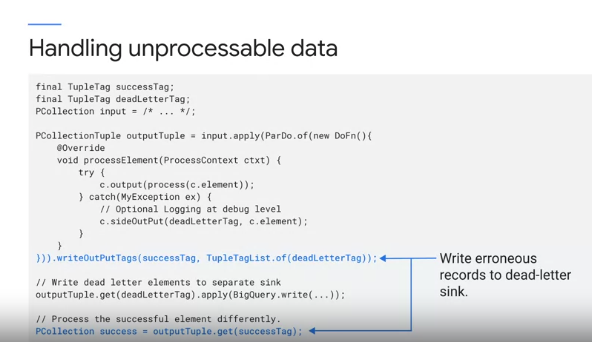 Handling unprocessable data
final TupleTag successTag;
final TupleTag deadLetterTag;
PCollection input = /* ... */;
PCollectionTuple outputTuple = input.apply(ParDo.of(new DoFn(){
@Override
void processElement(ProcessContext ctxt) {
try {
c.output(process(c.element));
} catch(MyException ex) {
// Optional Logging at debug level
c.sideOutPut(deadLetterTag, c.element);
}
}
})).writeOutPutTags(successTag, TupleTagList.of(deadLetterTag));
// Write dead letter elements to separate sink
outputTuple.get(deadLetterTag).apply(BigQuery.write(...));
// Process the successful element differently.
PCollection success = outputTuple.get(successTag);
Write erroneous
records to dead-letter
sink.